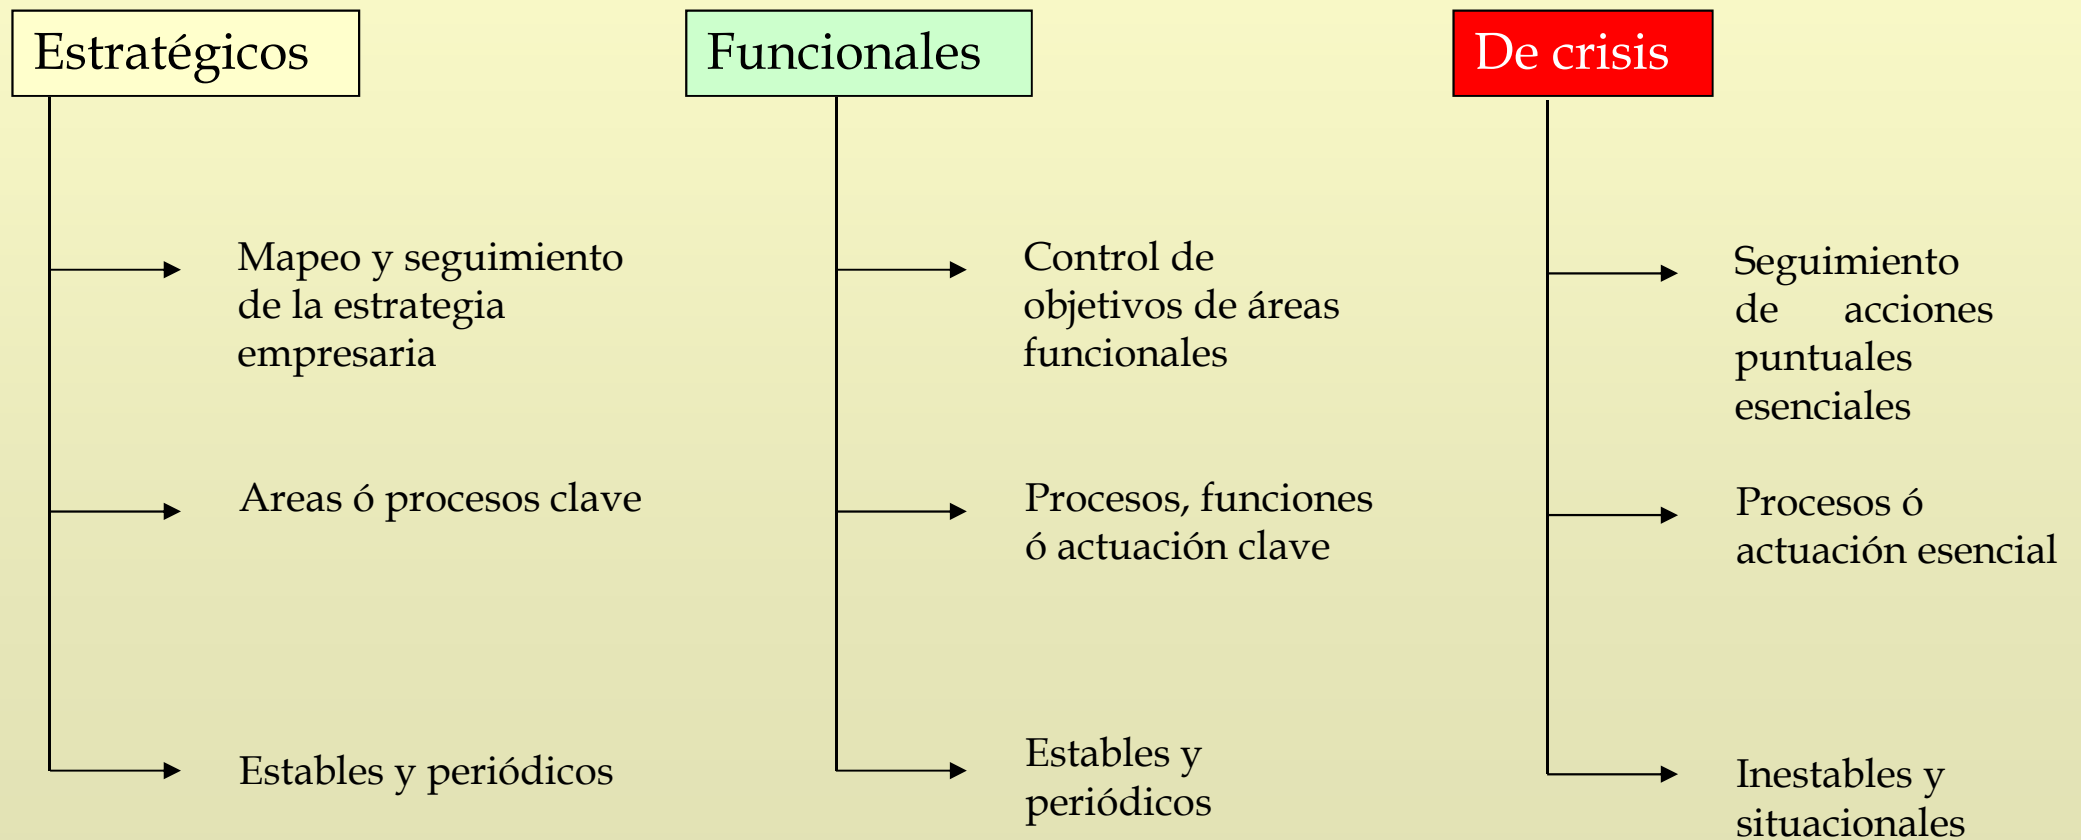 Estratégicos
Mapeo y seguimiento
de la estrategia
empresaria
Areas ó procesos clave
Estables y periódicos
Funcionales
Control de
objetivos de áreas
funcionales
Procesos, funciones
ó actuación clave
Estables y
periódicos
De crisis
Seguimiento
de acciones
puntuales
esenciales
Procesos ó
actuación esencial
Inestables y
situacionales